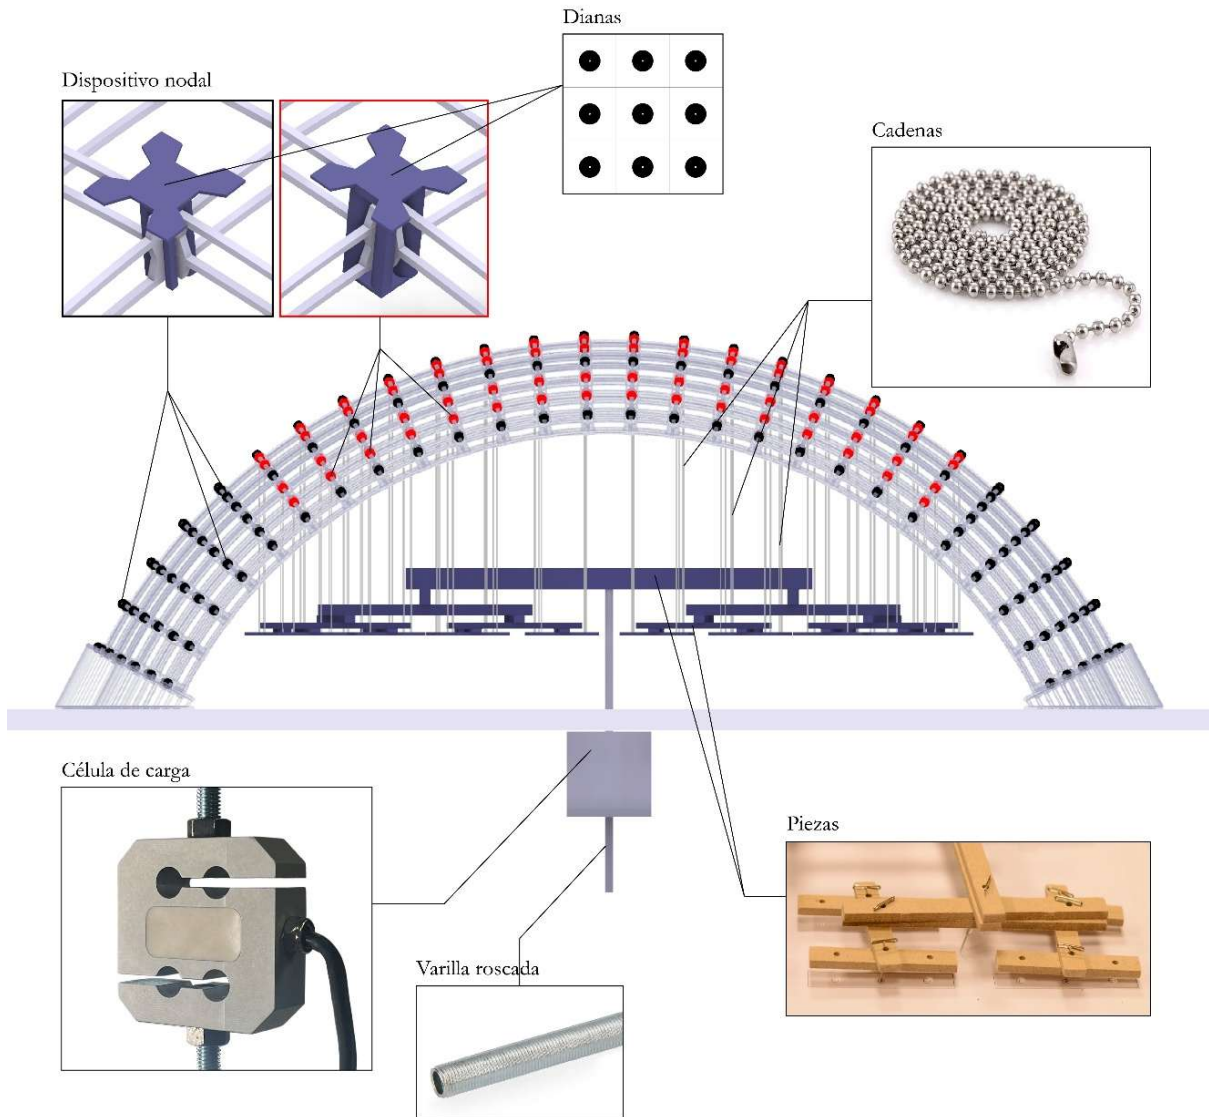 Dianas
Dispositivo nodal
Cadenas
Célula de carga
Piezas
Varilla roscada